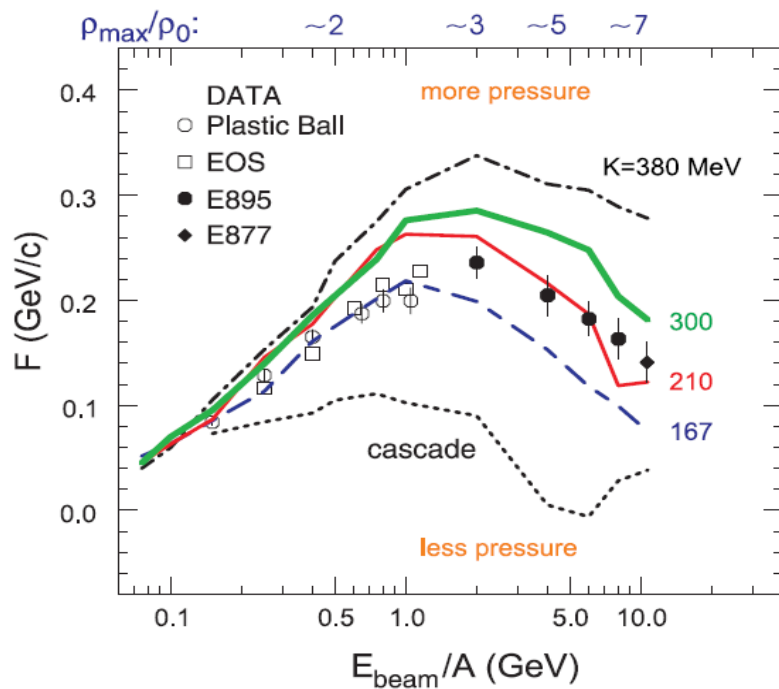 ρmax/ρ0: ~2 ~3 ~5 ~7
0.4
DATA
more pressure
Plastic Ball
EOS
K=380 MeV
E895
0.3
E877
F (GeV/c)
0.2
300
210
0.1
167
cascade
0.0
less pressure
0.1 0.5 1.0 5.0 10.0
Ebeam/A (GeV)